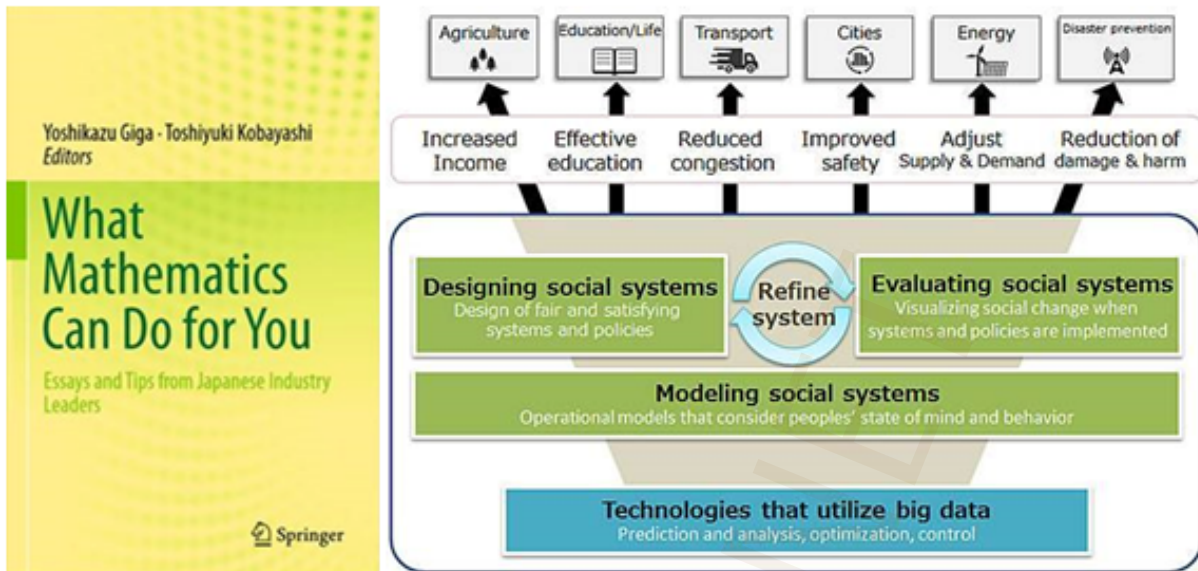 Yoshikazu Giga · Toshiyuki Kobayashi
Editors
What
Mathematics
Can Do for You
Essays and Tips from Japanese Industry
Leaders
Springer
Agriculture
Education/Life
Transport
Cities
Energy
Disaster prevention
Increased
Income
Effective
education
Reduced
congestion
Improved
safety
Adjust
Supply & Demand
Reduction of
damage & harm
Designing social systems
Design of fair and satisfying
systems and policies
Refine
system
Evaluating social systems
Visualizing social change when
systems and policies are implemented
Modeling social systems
Operational models that consider peoples' state of mind and behavior
Technologies that utilize big data
Prediction and analysis, optimization, control